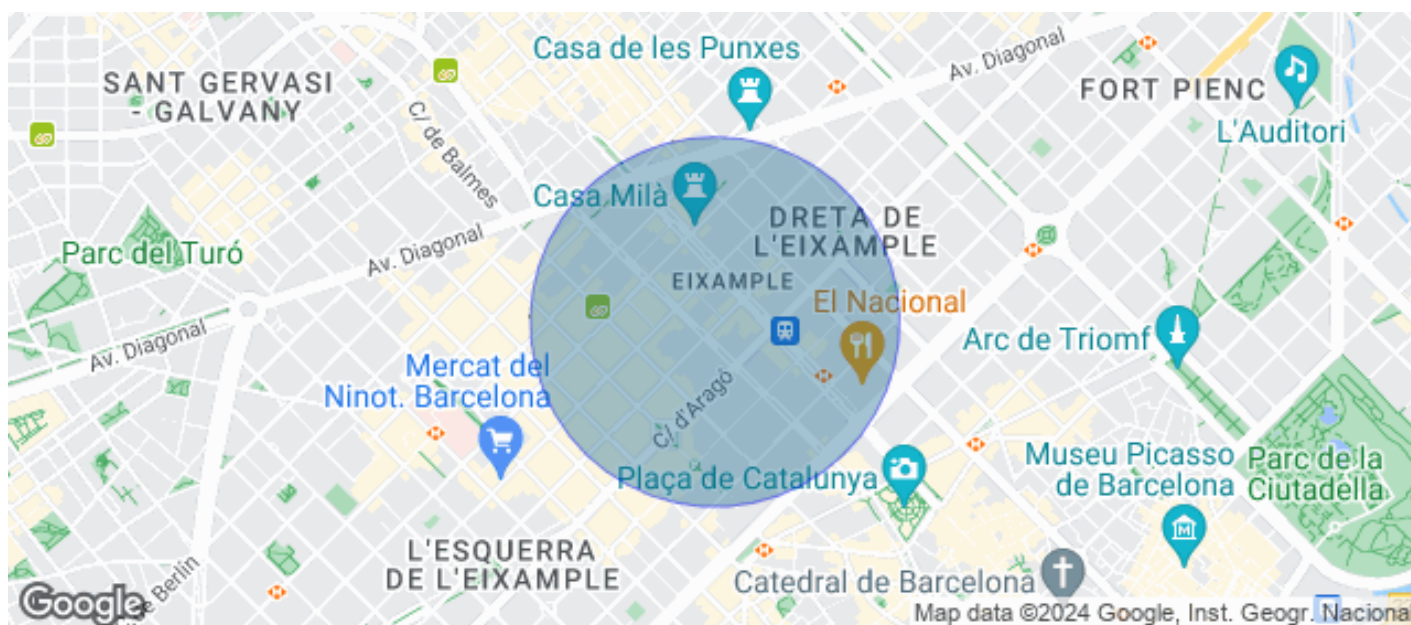 Casa de les Punxes
Av. Diagonal
SANT GERVASI
- GALVANY
FORT PIENC
L'Auditori
C/ de Balmes
Casa Milà
DRETA DE
L'EIXAMPLE
Parc del Turó
Av. Diagonal
EIXAMPLE
El Nacional
Arc de Triomf
Av. Diagonal
Mercat del
Ninot. Barcelona
C/ d'Aragó
Plaça de Catalunya
Museu Picasso
de Barcelona
Parc de la
Ciutadella
L'ESQUERRA
DE L'EIXAMPLE
Catedral de Barcelona
de Berlin
Google
Map data ©2024 Google, Inst. Geogr. Nacional